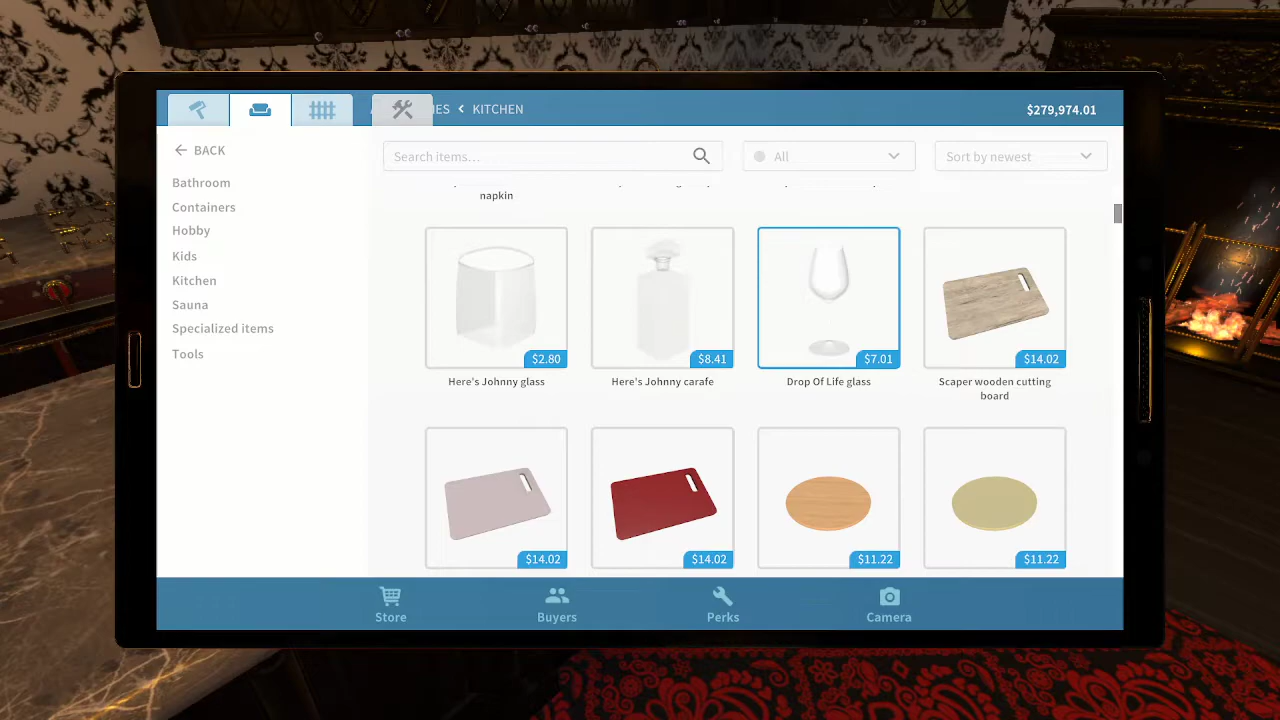 KITCHEN
$279,974.01
BACK
Search items...
All
Sort by newest
Bathroom
Containers
Hobby
Kids
Kitchen
Sauna
Specialized items
Tools
napkin
$2.80
$8.41
$7.01
$14.02
Here's Johnny glass
Here's Johnny carafe
Drop Of Life glass
Scaper wooden cutting
board
$14.02
$14.02
$11.22
$11.22
Store
Buyers
Perks
Camera